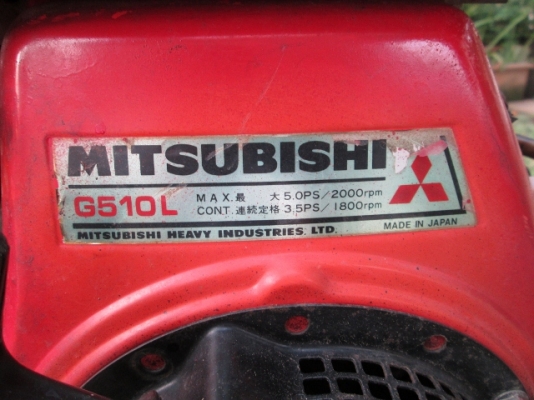 MITSUBISHI
G510L
MAX.最 大 5.0PS/2000rpm
CONT.連続定格 3.5PS/1800rpm
MITSUBISHI HEAVY INDUSTRIES. LTD.
MADE IN JAPAN